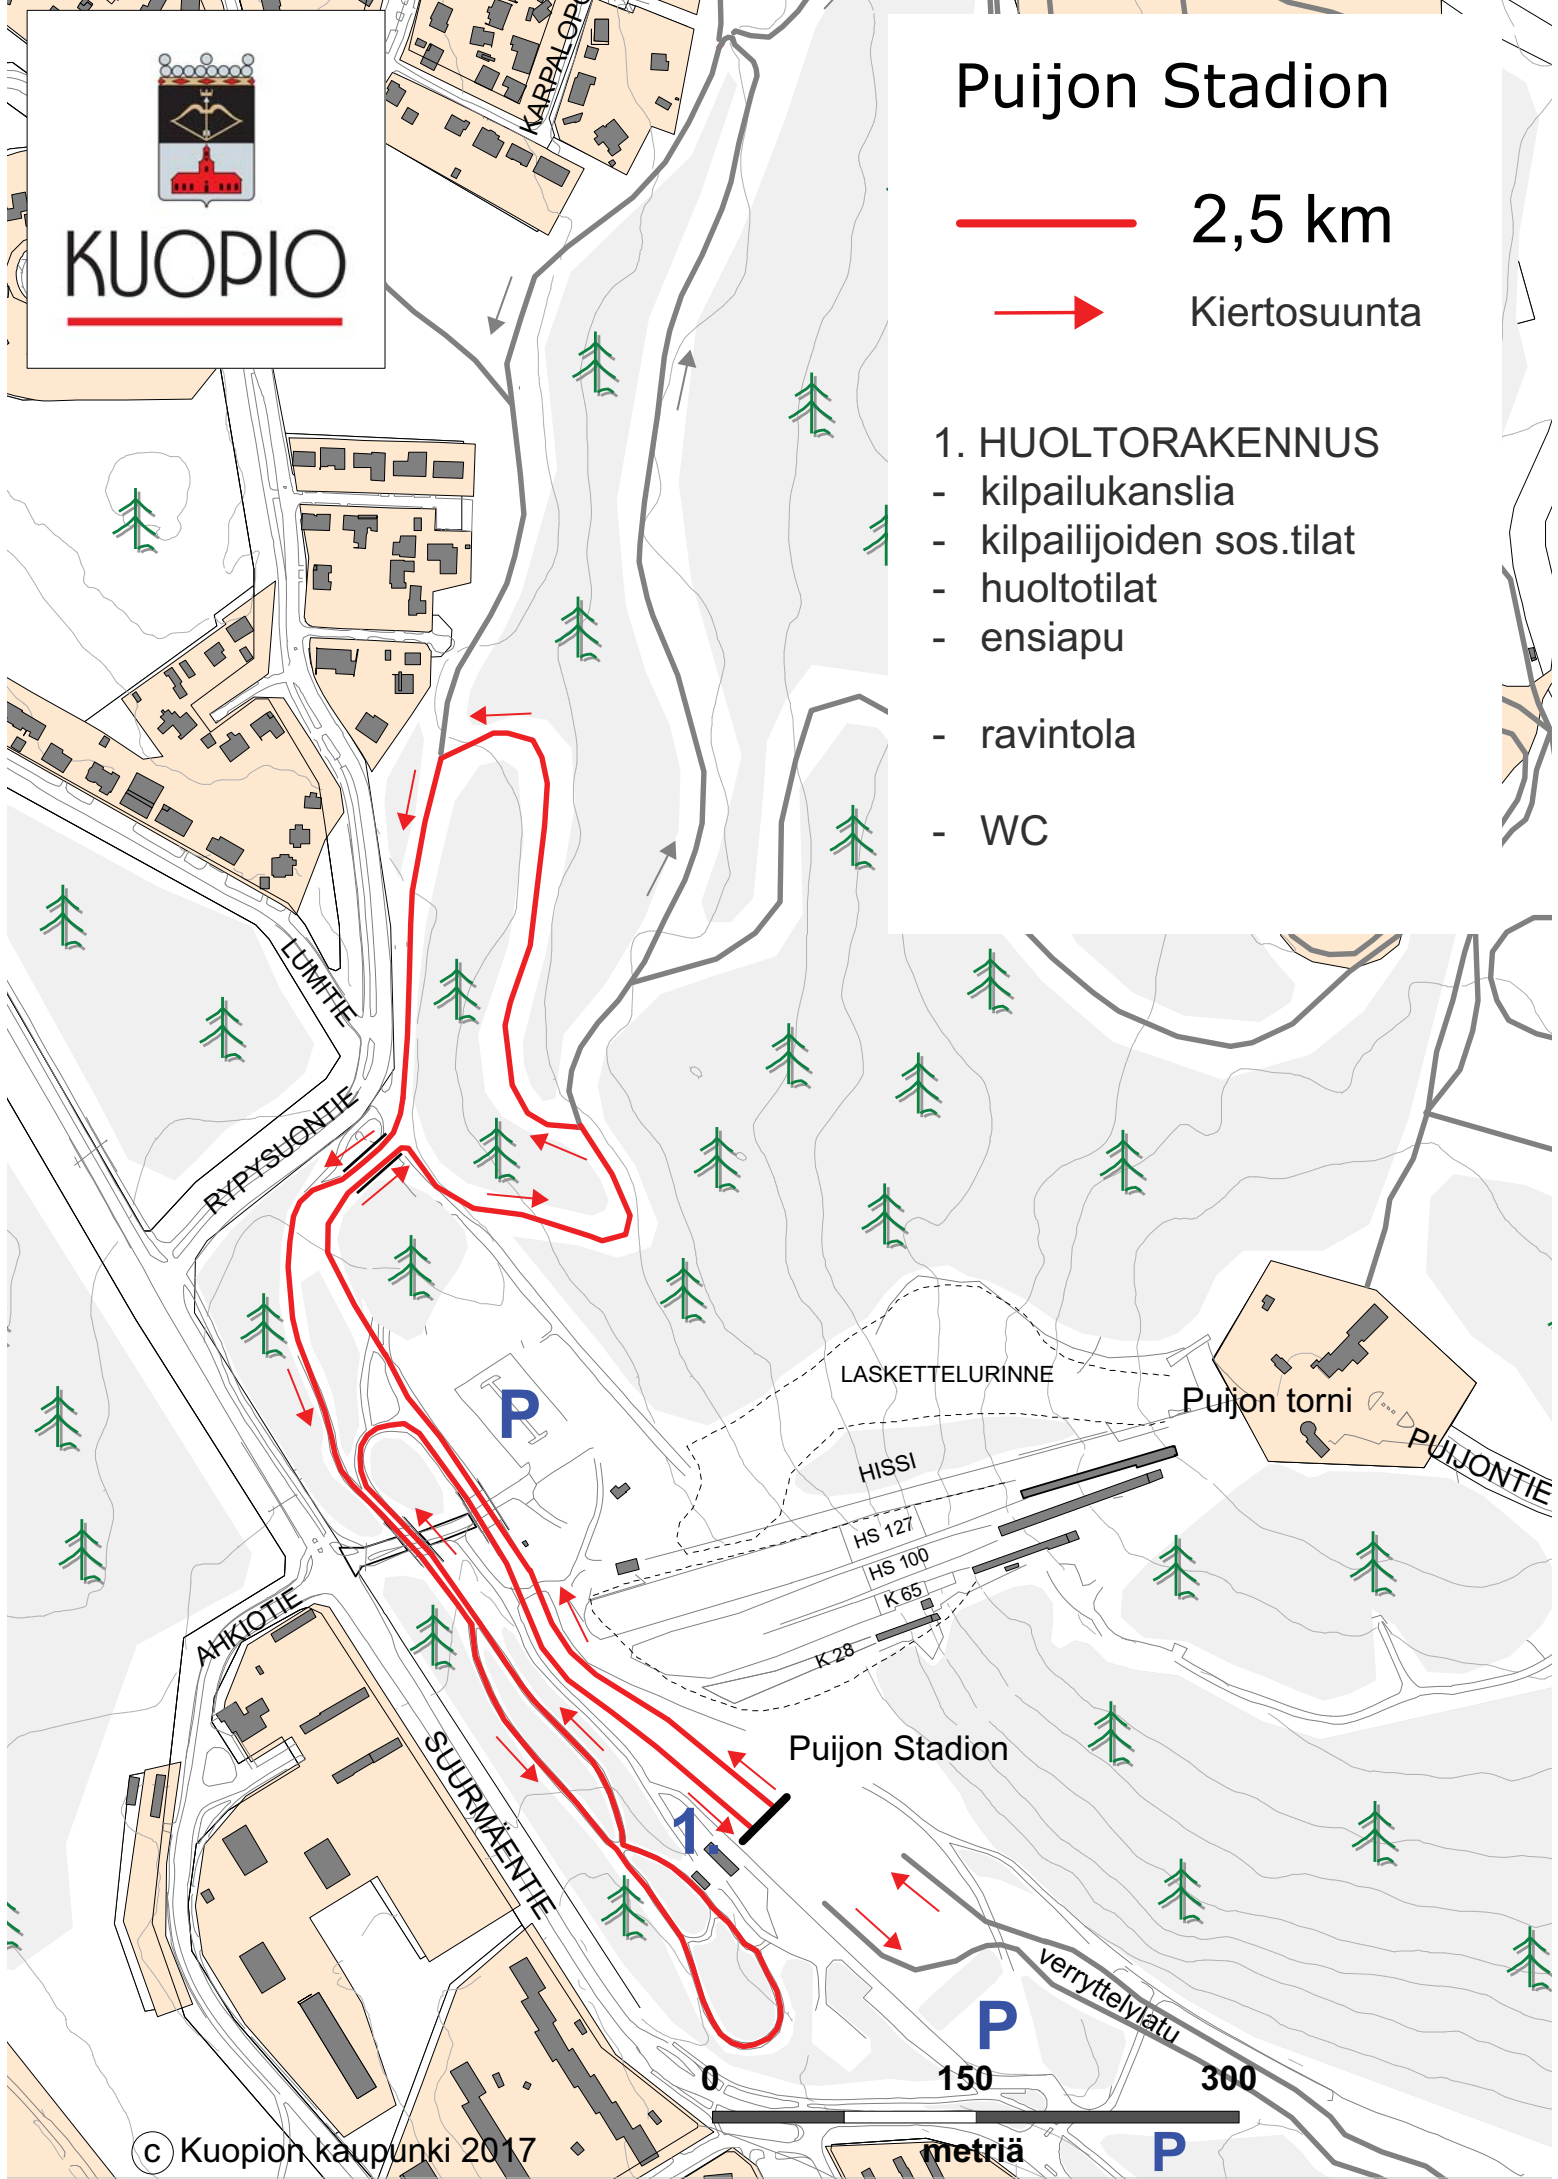 KARPALOPO
KUOPIO
Puijon Stadion
2,5 km
Kiertosuunta
1. HUOLTORAKENNUS
- kilpailukanslia
- kilpailijoiden sos.tilat
- huoltotilat
- ensiapu
- ravintola
- WC
LUMITIE
RYPYSUONTIE
LASKETTELURINNE
Puijon torni
PUIJONTIE
P
HISSI
HS 127
HS 100
K 65
K 28
AHKIOTIE
SUURMÄENTIE
Puijon Stadion
1.
verryttelylatu
P
0 150 300
metriä
P
c Kuopion kaupunki 2017